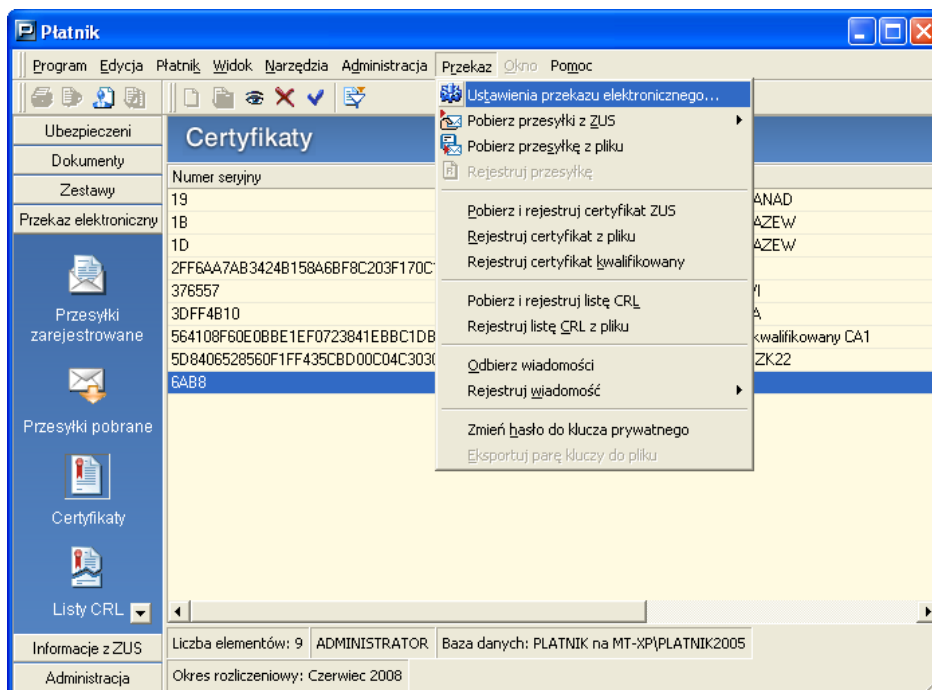 Płatnik
Program Edycja Płatnik Widok Narzędzia Administracja Przekaz Okno Pomoc
Ustawienia przekazu elektronicznego...
Pobierz przesyłki z ZUS
Pobierz przesyłkę z pliku
Rejestruj przesyłkę
Pobierz i rejestruj certyfikat ZUS
Rejestruj certyfikat z pliku
Rejestruj certyfikat kwalifikowany
Pobierz i rejestruj listę CRL
Rejestruj listę CRL z pliku
Odbierz wiadomości
Rejestruj wiadomość
Zmień hasło do klucza prywatnego
Eksportuj parę kluczy do pliku
Ubezpieczeni
Dokumenty
Zestawy
Przekaz elektroniczny
Przesyłki
zarejestrowane
Przesyłki pobrane
Certyfikaty
Listy CRL
Informacje z ZUS
Administracja
Certyfikaty
Numer seryjny
19 ANAD
1B AZEW
1D AZEW
2FF6AA7AB3424B158A6BF8C203F170C
376557
3DFF4B10 A
564108F60E0BBE1EF0723841EBBC1DB kwalifikowany CA1
5D8406528560F1FF435CBD00C04C3030 ZK22
6AB8
Liczba elementów: 9 ADMINISTRATOR Baza danych: PLATNIK na MT-XP\PLATNIK2005
Okres rozliczeniowy: Czerwiec 2008